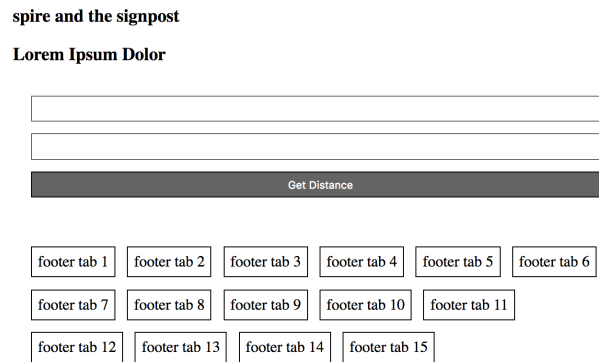 spire and the signpost
Lorem Ipsum Dolor
Get Distance
footer tab 1 footer tab 2 footer tab 3 footer tab 4 footer tab 5 footer tab 6
footer tab 7 footer tab 8 footer tab 9 footer tab 10 footer tab 11
footer tab 12 footer tab 13 footer tab 14 footer tab 15